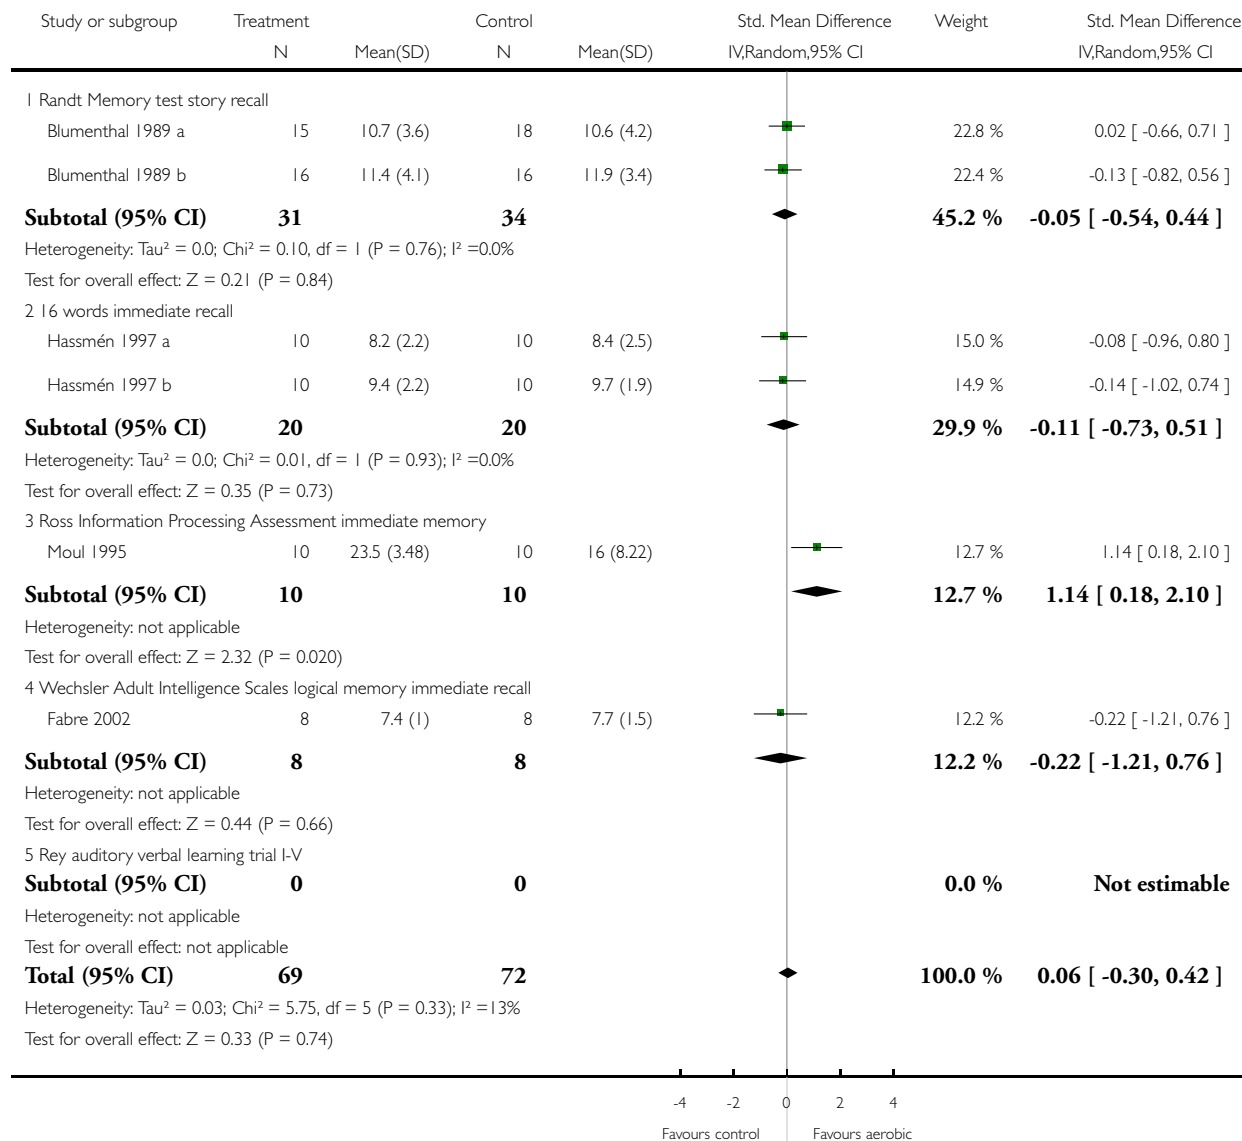 Study or subgroup Treatment Control Std. Mean Difference Weight Std. Mean Difference
N Mean(SD) N Mean(SD) IV,Random,95% CI IV,Random,95% CI
1 Randt Memory test story recall
Blumenthal 1989 a 15 10.7 (3.6) 18 10.6 (4.2) 22.8 % 0.02 [ -0.66, 0.71 ]
Blumenthal 1989 b 16 11.4 (4.1) 16 11.9 (3.4) 22.4 % -0.13 [ -0.82, 0.56 ]
Subtotal (95% CI) 31 34 45.2 % -0.05 [ -0.54, 0.44 ]
Heterogeneity: Tau² = 0.0; Chi² = 0.10, df = 1 (P = 0.76); I² =0.0%
Test for overall effect: Z = 0.21 (P = 0.84)
2 16 words immediate recall
Hassmén 1997 a 10 8.2 (2.2) 10 8.4 (2.5) 15.0 % -0.08 [ -0.96, 0.80 ]
Hassmén 1997 b 10 9.4 (2.2) 10 9.7 (1.9) 14.9 % -0.14 [ -1.02, 0.74 ]
Subtotal (95% CI) 20 20 29.9 % -0.11 [ -0.73, 0.51 ]
Heterogeneity: Tau² = 0.0; Chi² = 0.01, df = 1 (P = 0.93); I² =0.0%
Test for overall effect: Z = 0.35 (P = 0.73)
3 Ross Information Processing Assessment immediate memory
Moul 1995 10 23.5 (3.48) 10 16 (8.22) 12.7 % 1.14 [ 0.18, 2.10 ]
Subtotal (95% CI) 10 10 12.7 % 1.14 [ 0.18, 2.10 ]
Heterogeneity: not applicable
Test for overall effect: Z = 2.32 (P = 0.020)
4 Wechsler Adult Intelligence Scales logical memory immediate recall
Fabre 2002 8 7.4 (1) 8 7.7 (1.5) 12.2 % -0.22 [ -1.21, 0.76 ]
Subtotal (95% CI) 8 8 12.2 % -0.22 [ -1.21, 0.76 ]
Heterogeneity: not applicable
Test for overall effect: Z = 0.44 (P = 0.66)
5 Rey auditory verbal learning trial I-V
Subtotal (95% CI) 0 0 0.0 % Not estimable
Heterogeneity: not applicable
Test for overall effect: not applicable
Total (95% CI) 69 72 100.0 % 0.06 [ -0.30, 0.42 ]
Heterogeneity: Tau² = 0.03; Chi² = 5.75, df = 5 (P = 0.33); I² =13%
Test for overall effect: Z = 0.33 (P = 0.74)
-4 -2 0 2 4
Favours control Favours aerobic